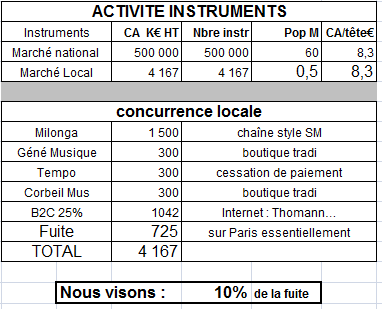 ACTIVITE INSTRUMENTS
Instruments CA K€ HT Nbre instr Pop M CA/tête€
Marché national 500 000 500 000 60 8,3
Marché Local 4 167 4 167 0,5 8,3
concurrence locale
Milonga 1 500 chaîne style SM
Géné Musique 300 boutique tradi
Tempo 300 cessation de paiement
Corbeil Mus 300 boutique tradi
B2C 25% 1042 Internet : Thomann...
Fuite 725 sur Paris essentiellement
TOTAL 4 167
Nous visons : 10% de la fuite